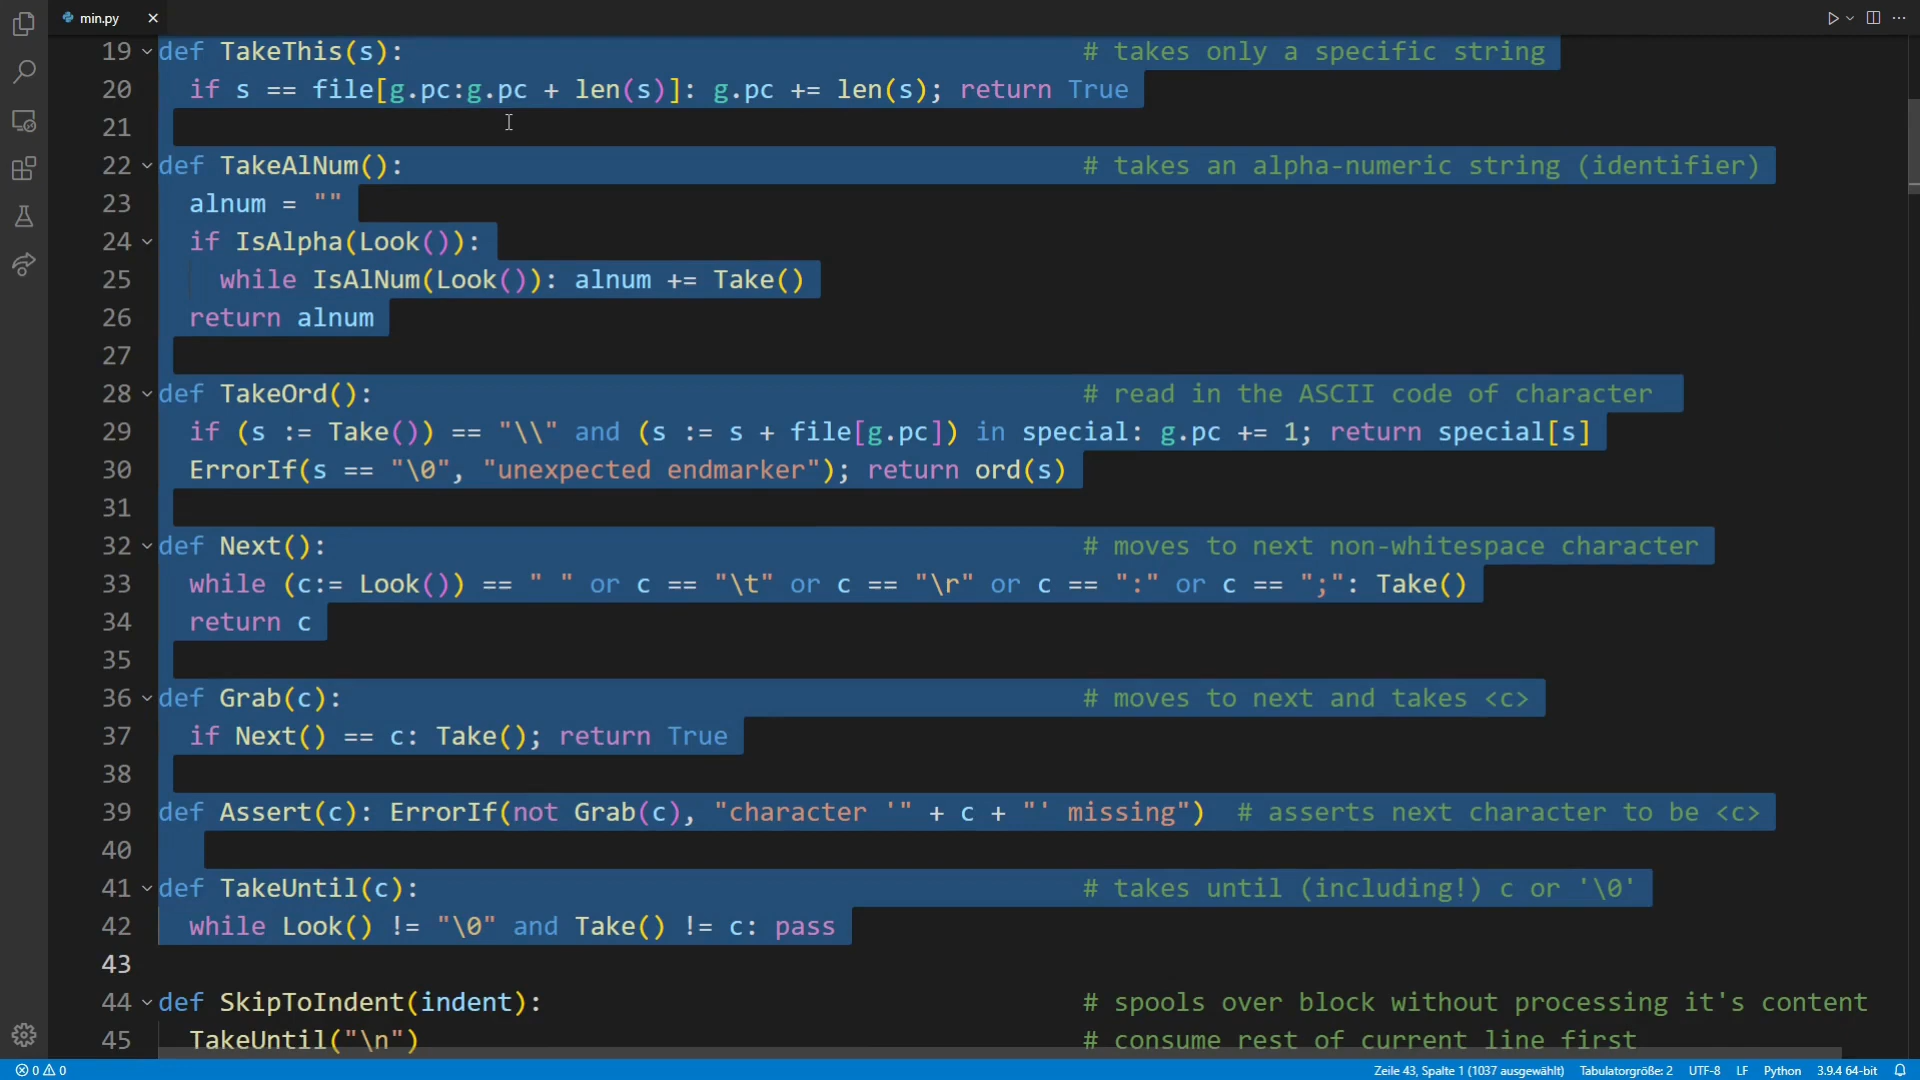 min.py
19 def TakeThis(s): # takes only a specific string
20 if s == file[g.pc:g.pc + len(s)]: g.pc += len(s); return True
21
22 def TakeAlNum(): # takes an alpha-numeric string (identifier)
23 alnum = ""
24 if IsAlpha(Look()):
25 while IsAlNum(Look()): alnum += Take()
26 return alnum
27
28 def TakeOrd(): # read in the ASCII code of character
29 if (s := Take()) == "\\" and (s := s + file[g.pc]) in special: g.pc += 1; return special[s]
30 ErrorIf(s == "\0", "unexpected endmarker"); return ord(s)
31
32 def Next(): # moves to next non-whitespace character
33 while (c:= Look()) == " " or c == "\t" or c == "\r" or c == ":" or c == ";": Take()
34 return c
35
36 def Grab(c): # moves to next and takes <c>
37 if Next() == c: Take(); return True
38
39 def Assert(c): ErrorIf(not Grab(c), "character '" + c + "' missing") # asserts next character to be <c>
40
41 def TakeUntil(c): # takes until (including!) c or '\0'
42 while Look() != "\0" and Take() != c: pass
43
44 def SkipToIndent(indent): # spools over block without processing it's content
45 TakeUntil("\n") # consume rest of current line first
0 0 Zeile 43, Spalte 1 (1037 ausgewählt) Tabulatorgröße: 2 UTF-8 LF Python 3.9.4 64-bit